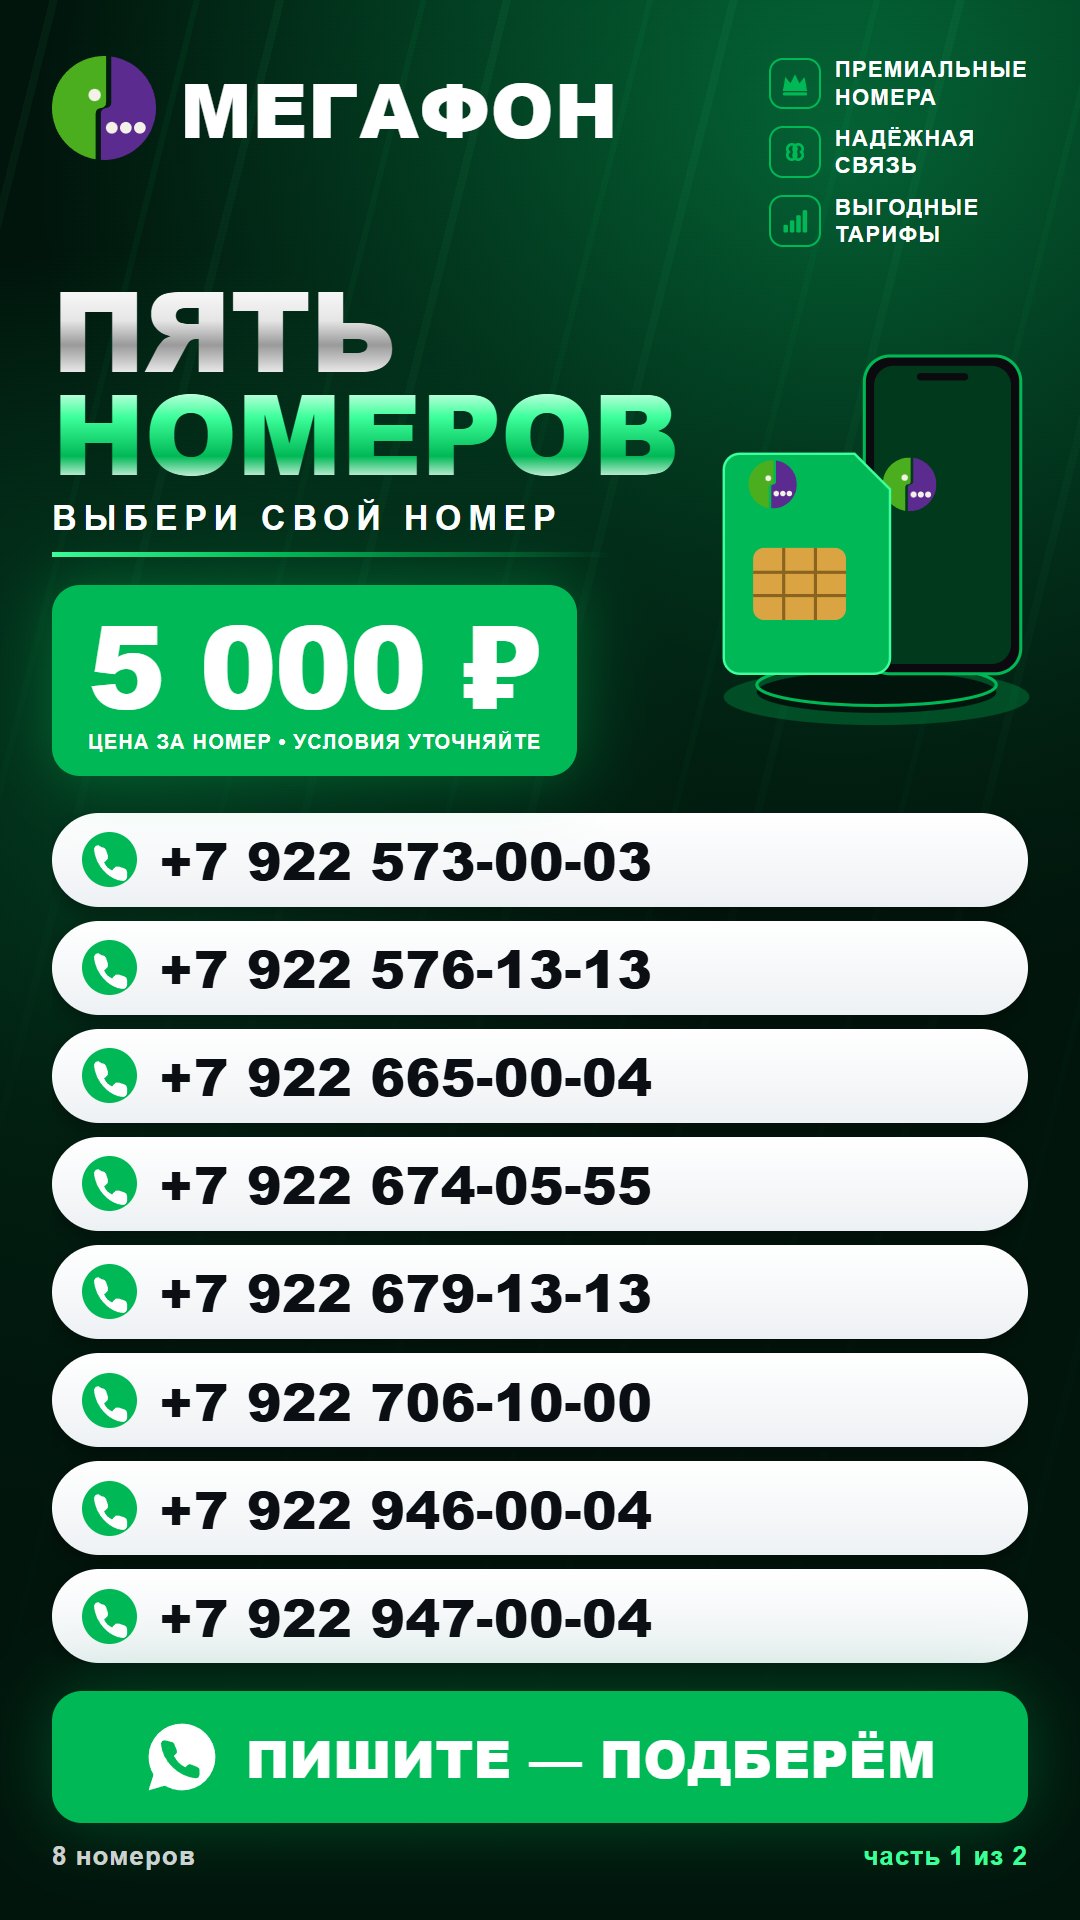 МЕГАФОН
ПРЕМИАЛЬНЫЕ
НОМЕРА
НАДЁЖНАЯ
СВЯЗЬ
ВЫГОДНЫЕ
ТАРИФЫ
ПЯТЬ
НОМЕРОВ
ВЫБЕРИ СВОЙ НОМЕР
5 000 ₽
ЦЕНА ЗА НОМЕР • УСЛОВИЯ УТОЧНЯЙТЕ
+7 922 573-00-03
+7 922 576-13-13
+7 922 665-00-04
+7 922 674-05-55
+7 922 679-13-13
+7 922 706-10-00
+7 922 946-00-04
+7 922 947-00-04
ПИШИТЕ — ПОДБЕРЁМ
8 номеров
часть 1 из 2